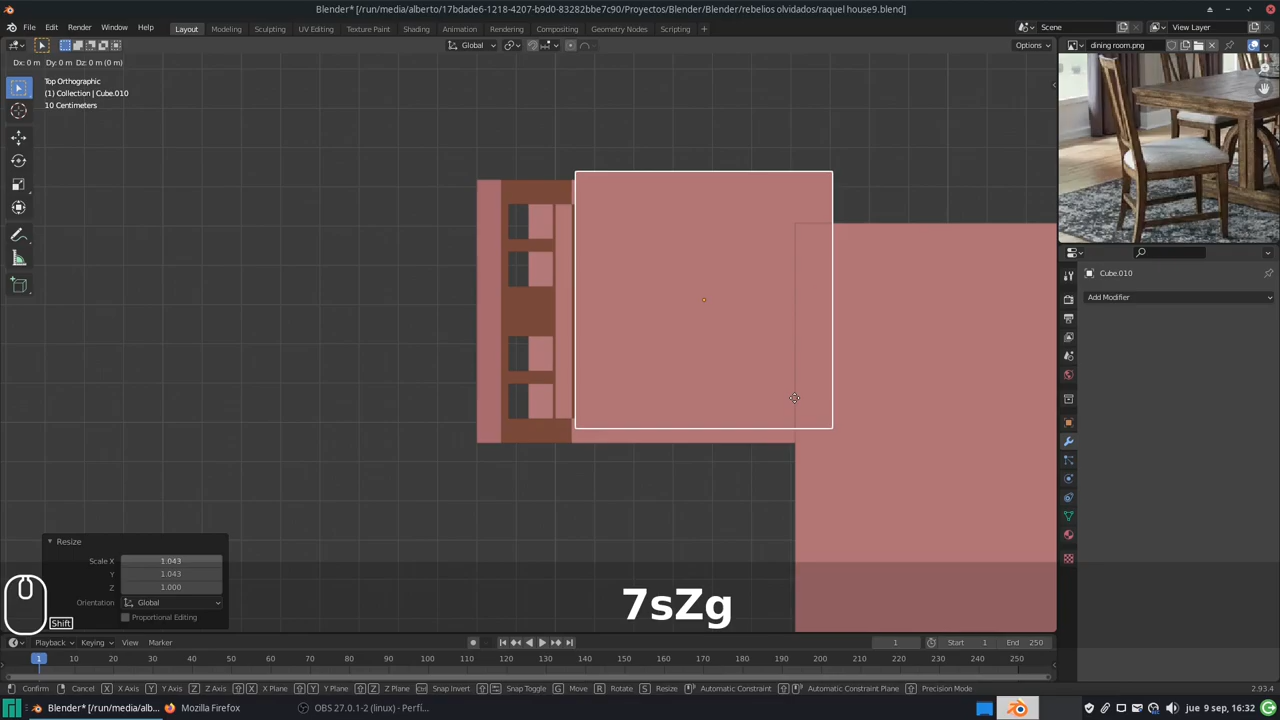 Blender* [/run/media/alberto/17bdade6-1218-4207-b9d0-83282bbe7c90/Proyectos/Blender/Blender/rebelios olvidados/raquel house9.blend]
File Edit Render Window Help Layout Modeling Sculpting UV Editing Texture Paint Shading Animation Rendering Compositing Geometry Nodes Scripting + Scene View Layer
Global Options dining room.png
Dx: 0 m Dy: 0 m Dz: 0 m (0 m)
Top Orthographic
(1) Collection | Cube.010
10 Centimeters
Cube.010
Add Modifier
Resize
Scale X 1.043
Y 1.043
Z 1.000
Orientation Global
Proportional Editing
7sZg
Shift
Playback Keying View Marker 1 Start 1 End 250
1 10 20 30 40 50 60 70 80 90 100 110 120 130 140 150 160 170 180 190 200 210 220 230 240 250
Confirm Cancel X X Axis Y Y Axis Z Z Axis X X Plane Y Y Plane Z Z Plane Ctrl Snap Invert Snap Toggle G Move R Rotate S Resize Automatic Constraint Automatic Constraint Plane Precision Mode 2.93.4
Blender* [/run/media/alb... Mozilla Firefox OBS 27.0.1-2 (linux) - Perfi... jue 9 sep, 16:32